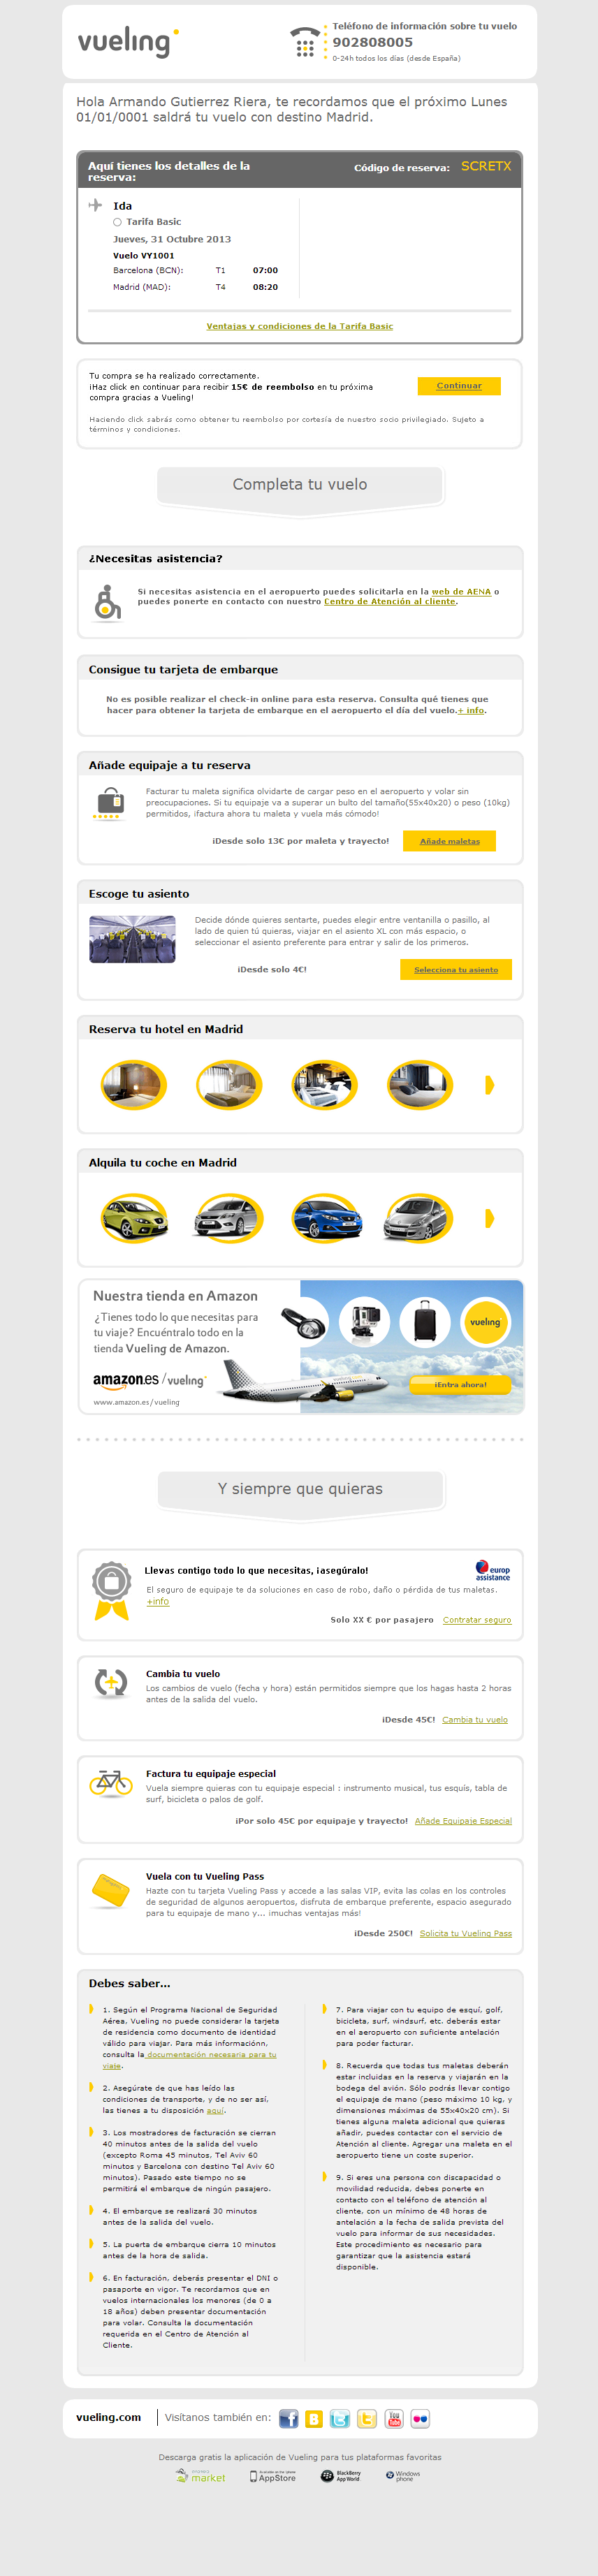 vueling
Teléfono de información sobre tu vuelo
902808005
0-24h todos los días (desde España)
Hola Armando Gutierrez Riera, te recordamos que el próximo Lunes
01/01/0001 saldrá tu vuelo con destino Madrid.
Aquí tienes los detalles de la
reserva:
Código de reserva: SCRETX
Ida
Tarifa Basic
Jueves, 31 Octubre 2013
Vuelo VY1001
Barcelona (BCN): T1 07:00
Madrid (MAD): T4 08:20
Ventajas y condiciones de la Tarifa Basic
Tu compra se ha realizado correctamente.
¡Haz click en continuar para recibir 15€ de reembolso en tu próxima
compra gracias a Vueling!
Continuar
Haciendo click sabrás como obtener tu reembolso por cortesía de nuestro socio privilegiado. Sujeto a
términos y condiciones.
Completa tu vuelo
¿Necesitas asistencia?
Si necesitas asistencia en el aeropuerto puedes solicitarla en la web de AENA o
puedes ponerte en contacto con nuestro Centro de Atención al cliente.
Consigue tu tarjeta de embarque
No es posible realizar el check-in online para esta reserva. Consulta qué tienes que
hacer para obtener la tarjeta de embarque en el aeropuerto el día del vuelo.+ info.
Añade equipaje a tu reserva
Facturar tu maleta significa olvidarte de cargar peso en el aeropuerto y volar sin
preocupaciones. Si tu equipaje va a superar un bulto del tamaño(55x40x20) o peso (10kg)
permitidos, ¡factura ahora tu maleta y vuela más cómodo!
¡Desde solo 13€ por maleta y trayecto!
Añade maletas
Escoge tu asiento
Decide dónde quieres sentarte, puedes elegir entre ventanilla o pasillo, al
lado de quien tú quieras, viajar en el asiento XL con más espacio, o
seleccionar el asiento preferente para entrar y salir de los primeros.
¡Desde solo 4€!
Selecciona tu asiento
Reserva tu hotel en Madrid
Alquila tu coche en Madrid
Nuestra tienda en Amazon
¿Tienes todo lo que necesitas para
tu viaje? Encuéntralo todo en la
tienda Vueling de Amazon.
amazon.es/vueling
www.amazon.es/vueling
vueling
¡Entra ahora!
Y siempre que quieras
Llevas contigo todo lo que necesitas, ¡aseguralo!
europ
assistance
El seguro de equipaje te da soluciones en caso de robo, daño o pérdida de tus maletas.
+info
Solo XX € por pasajero Contratar seguro
Cambia tu vuelo
Los cambios de vuelo (fecha y hora) están permitidos siempre que los hagas hasta 2 horas
antes de la salida del vuelo.
¡Desde 45€! Cambia tu vuelo
Factura tu equipaje especial
Vuela siempre quieras con tu equipaje especial : instrumento musical, tus esquís, tabla de
surf, bicicleta o palos de golf.
¡Por solo 45€ por equipaje y trayecto! Añade Equipaje Especial
Vuela con tu Vueling Pass
Hazte con tu tarjeta Vueling Pass y accede a las salas VIP, evita las colas en los controles
de seguridad de algunos aeropuertos, disfruta de embarque preferente, espacio asegurado
para tu equipaje de mano y... ¡muchas ventajas más!
¡Desde 250€! Solicita tu Vueling Pass
Debes saber...
1. Según el Programa Nacional de Seguridad
Aérea, Vueling no puede considerar la tarjeta
de residencia como documento de identidad
válido para viajar. Para más informaciónn,
consulta la documentación necesaria para tu
viaje.
2. Asegúrate de que has leído las
condiciones de transporte, y de no ser así,
las tienes a tu disposición aquí.
3. Los mostradores de facturación se cierran
40 minutos antes de la salida del vuelo
(excepto Roma 45 minutos, Tel Aviv 60
minutos y Barcelona con destino Tel Aviv 60
minutos). Pasado este tiempo no se
permitirá el embarque de ningún pasajero.
4. El embarque se realizará 30 minutos
antes de la salida del vuelo.
5. La puerta de embarque cierra 10 minutos
antes de la hora de salida.
6. En facturación, deberás presentar el DNI o
pasaporte en vigor. Te recordamos que en
vuelos internacionales los menores (de 0 a
18 años) deben presentar documentación
para volar. Consulta la documentación
requerida en el Centro de Atención al
Cliente.
7. Para viajar con tu equipo de esquí, golf,
bicicleta, surf, windsurf, etc. deberás estar
en el aeropuerto con suficiente antelación
para poder facturar.
8. Recuerda que todas tus maletas deberán
estar incluidas en la reserva y viajarán en la
bodega del avión. Sólo podrás llevar contigo
el equipaje de mano (peso máximo 10 kg, y
dimensiones máximas de 55x40x20 cm). Si
tienes alguna maleta adicional que quieras
añadir, puedes contactar con el servicio de
Atención al cliente. Agregar una maleta en el
aeropuerto tiene un coste superior.
9. Si eres una persona con discapacidad o
movilidad reducida, debes ponerte en
contacto con el teléfono de atención al
cliente, con un mínimo de 48 horas de
antelación a la fecha de salida prevista del
vuelo para informar de sus necesidades.
Este procedimiento es necesario para
garantizar que la asistencia estará
disponible.
vueling.com
Visítanos también en:
You
Tube
Descarga gratis la aplicación de Vueling para tus plataformas favoritas
market
AppStore
BlackBerry
App World
Windows
phone